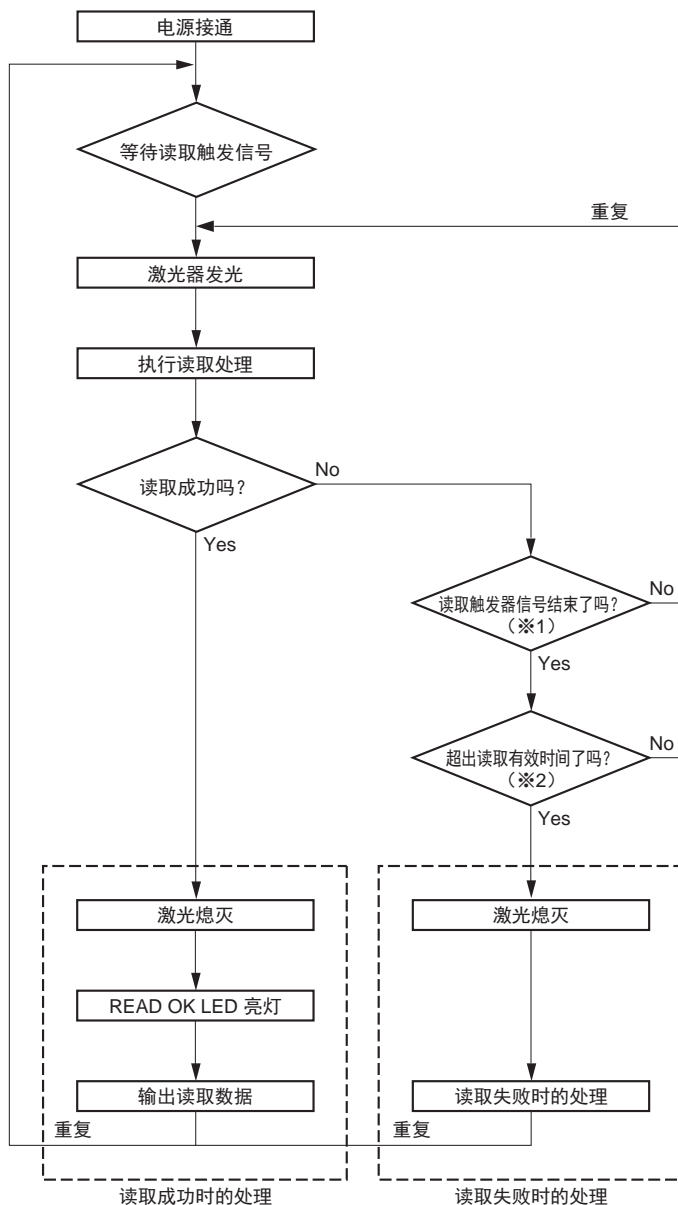 电源接通
等待读取触发信号
重复
激光器发光
执行读取处理
读取成功吗？
No
Yes
读取触发器信号结束了吗？
（※1）
No
Yes
超出读取有效时间了吗？
（※2）
No
Yes
激光熄灭
激光熄灭
READ OK LED 亮灯
输出读取数据
读取失败时的处理
重复
重复
读取成功时的处理
读取失败时的处理